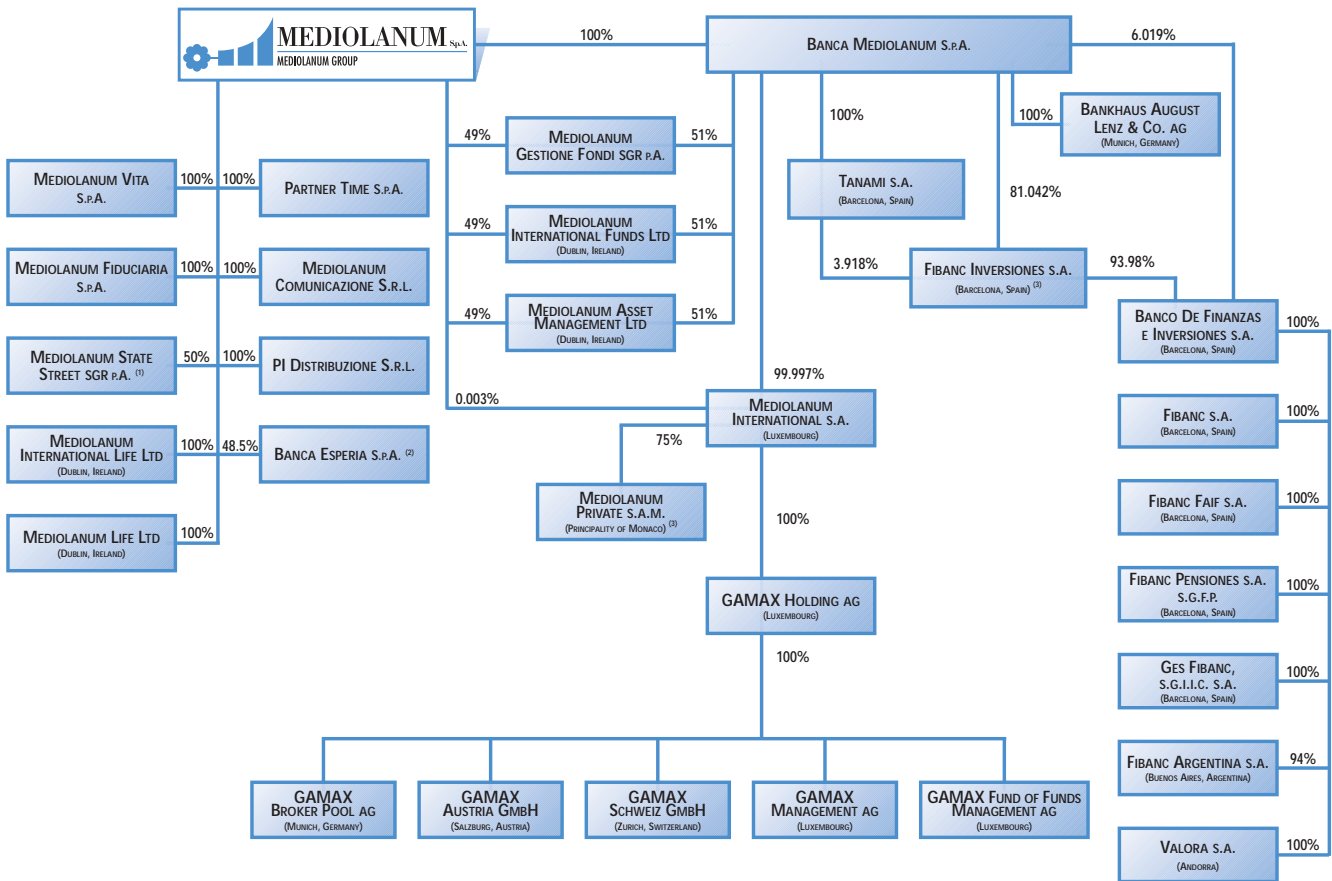 MEDIOLANUM S.p.A.
MEDIOLANUM GROUP
100%
BANCA MEDIOLANUM S.P.A.
6.019%
49%
MEDIOLANUM
GESTIONE FONDI SGR P.A.
51%
100%
100%
BANKHAUS AUGUST
LENZ & CO. AG
(MUNICH, GERMANY)
MEDIOLANUM VITA
S.P.A.
100%
100%
PARTNER TIME S.P.A.
TANAMI S.A.
(BARCELONA, SPAIN)
81.042%
49%
MEDIOLANUM
INTERNATIONAL FUNDS LTD
(DUBLIN, IRELAND)
51%
MEDIOLANUM FIDUCIARIA
S.P.A.
100%
100%
MEDIOLANUM
COMUNICAZIONE S.R.L.
3.918%
FIBANC INVERSIONES S.A.
(BARCELONA, SPAIN) (3)
93.98%
49%
MEDIOLANUM ASSET
MANAGEMENT LTD
(DUBLIN, IRELAND)
51%
BANCO DE FINANZAS
E INVERSIONES S.A.
(BARCELONA, SPAIN)
100%
MEDIOLANUM STATE
STREET SGR P.A. (1)
50%
100%
PI DISTRIBUZIONE S.R.L.
99.997%
0.003%
MEDIOLANUM
INTERNATIONAL S.A.
(LUXEMBOURG)
FIBANC S.A.
(BARCELONA, SPAIN)
100%
MEDIOLANUM
INTERNATIONAL LIFE LTD
(DUBLIN, IRELAND)
100%
48.5%
BANCA ESPERIA S.P.A. (2)
75%
MEDIOLANUM
PRIVATE S.A.M.
(PRINCIPALITY OF MONACO) (3)
100%
FIBANC FAIF S.A.
(BARCELONA, SPAIN)
100%
MEDIOLANUM LIFE LTD
(DUBLIN, IRELAND)
100%
GAMAX HOLDING AG
(LUXEMBOURG)
FIBANC PENSIONES S.A.
S.G.F.P.
(BARCELONA, SPAIN)
100%
100%
GES FIBANC,
S.G.I.I.C. S.A.
(BARCELONA, SPAIN)
100%
FIBANC ARGENTINA S.A.
(BUENOS AIRES, ARGENTINA)
94%
GAMAX
BROKER POOL AG
(MUNICH, GERMANY)
GAMAX
AUSTRIA GMBH
(SALZBURG, AUSTRIA)
GAMAX
SCHWEIZ GMBH
(ZURICH, SWITZERLAND)
GAMAX
MANAGEMENT AG
(LUXEMBOURG)
GAMAX FUND OF FUNDS
MANAGEMENT AG
(LUXEMBOURG)
VALORA S.A.
(ANDORRA)
100%